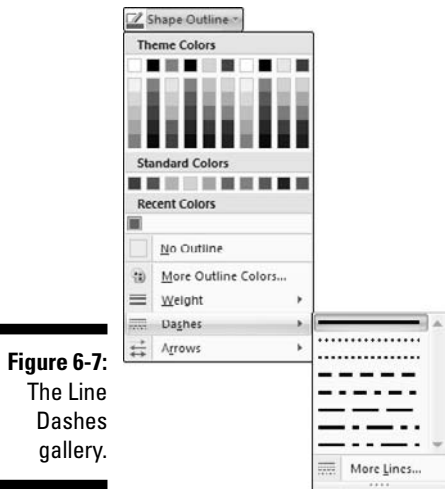 Shape Outline
Theme Colors
Standard Colors
Recent Colors
No Outline
More Outline Colors...
Weight
Dashes
Arrows
More Lines...
Figure 6-7:
The Line
Dashes
gallery.